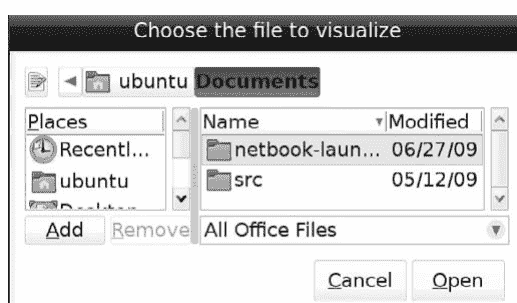 Choose the file to visualize
ubuntu Documents
Places
Recentl...
ubuntu
Add Remove
Name Modified
netbook-laun... 06/27/09
src 05/12/09
All Office Files
Cancel Open